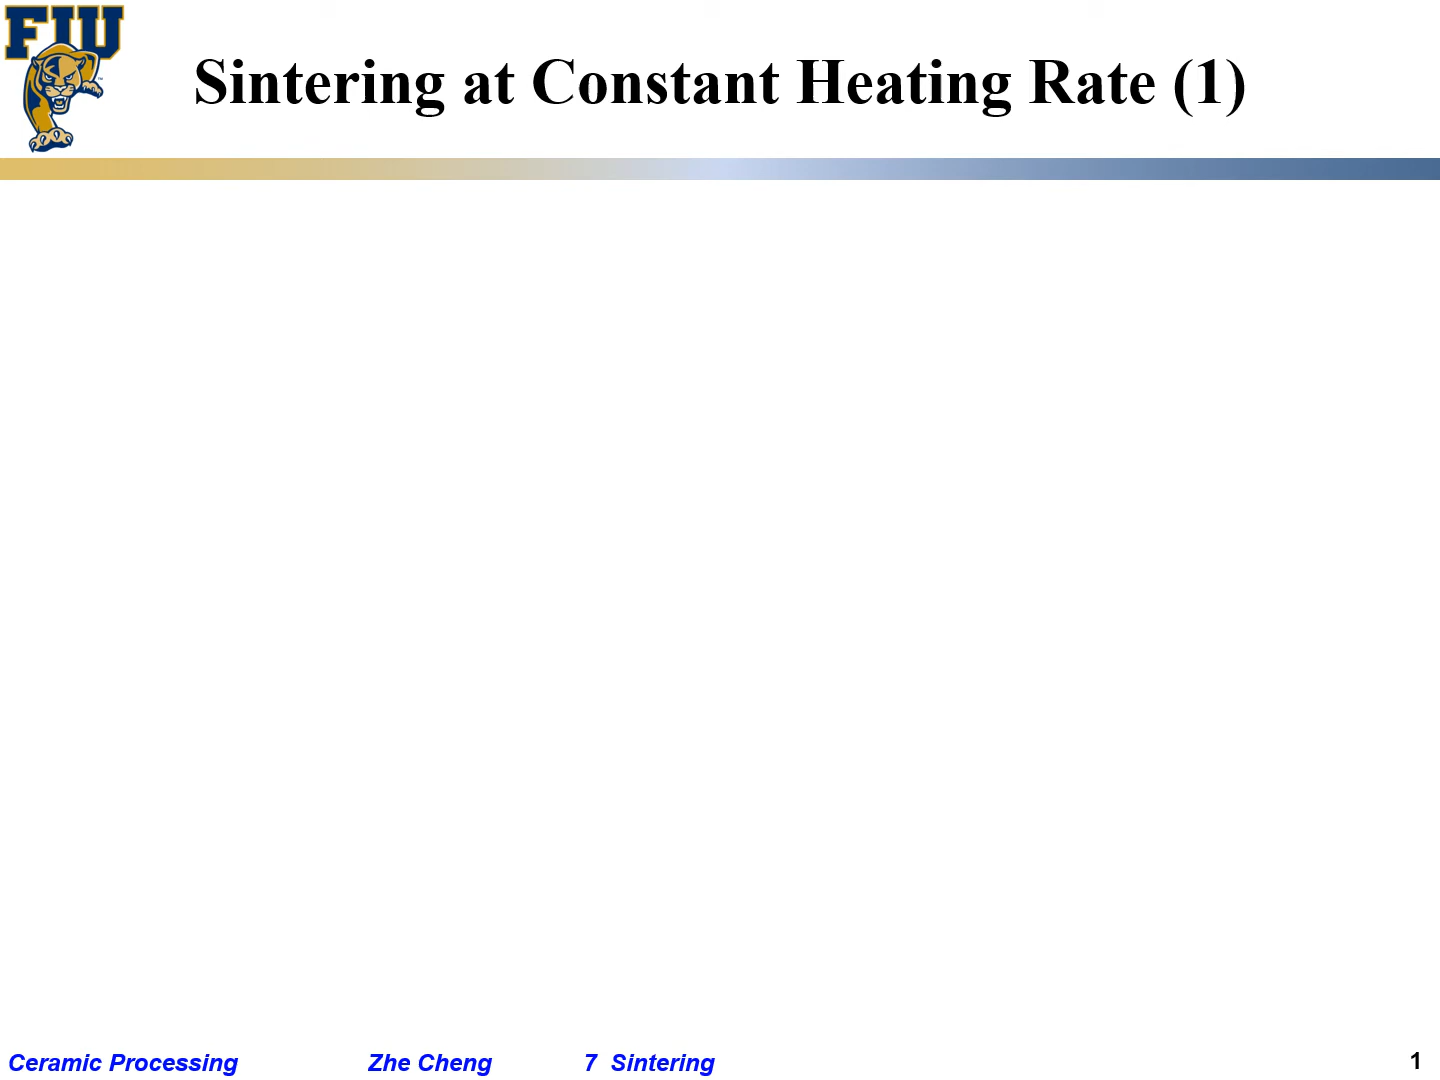 FIU
Sintering at Constant Heating Rate (1)
Ceramic Processing Zhe Cheng 7 Sintering 1